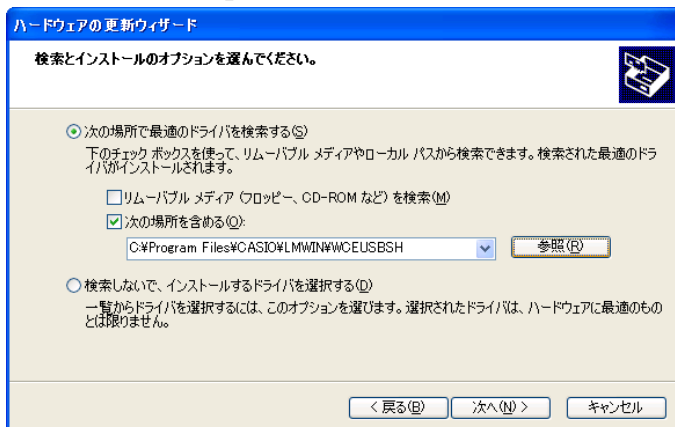 ハードウェアの更新ウィザード
検索とインストールのオプションを選んでください。
次の場所で最適のドライバを検索する(S)
下のチェック ボックスを使って、リムーバブル メディアやローカル パスから検索できます。検索された最適のドラ
イバがインストールされます。
リムーバブル メディア (フロッピー、CD-ROM など) を検索(M)
次の場所を含める(O):
C:¥Program Files¥CASIO¥LMWIN¥WCEUSBSH
参照(R)
検索しないで、インストールするドライバを選択する(D)
一覧からドライバを選択するには、このオプションを選びます。選択されたドライバは、ハードウェアに最適のもの
とは限りません。
< 戻る(B) 次へ(N) > キャンセル